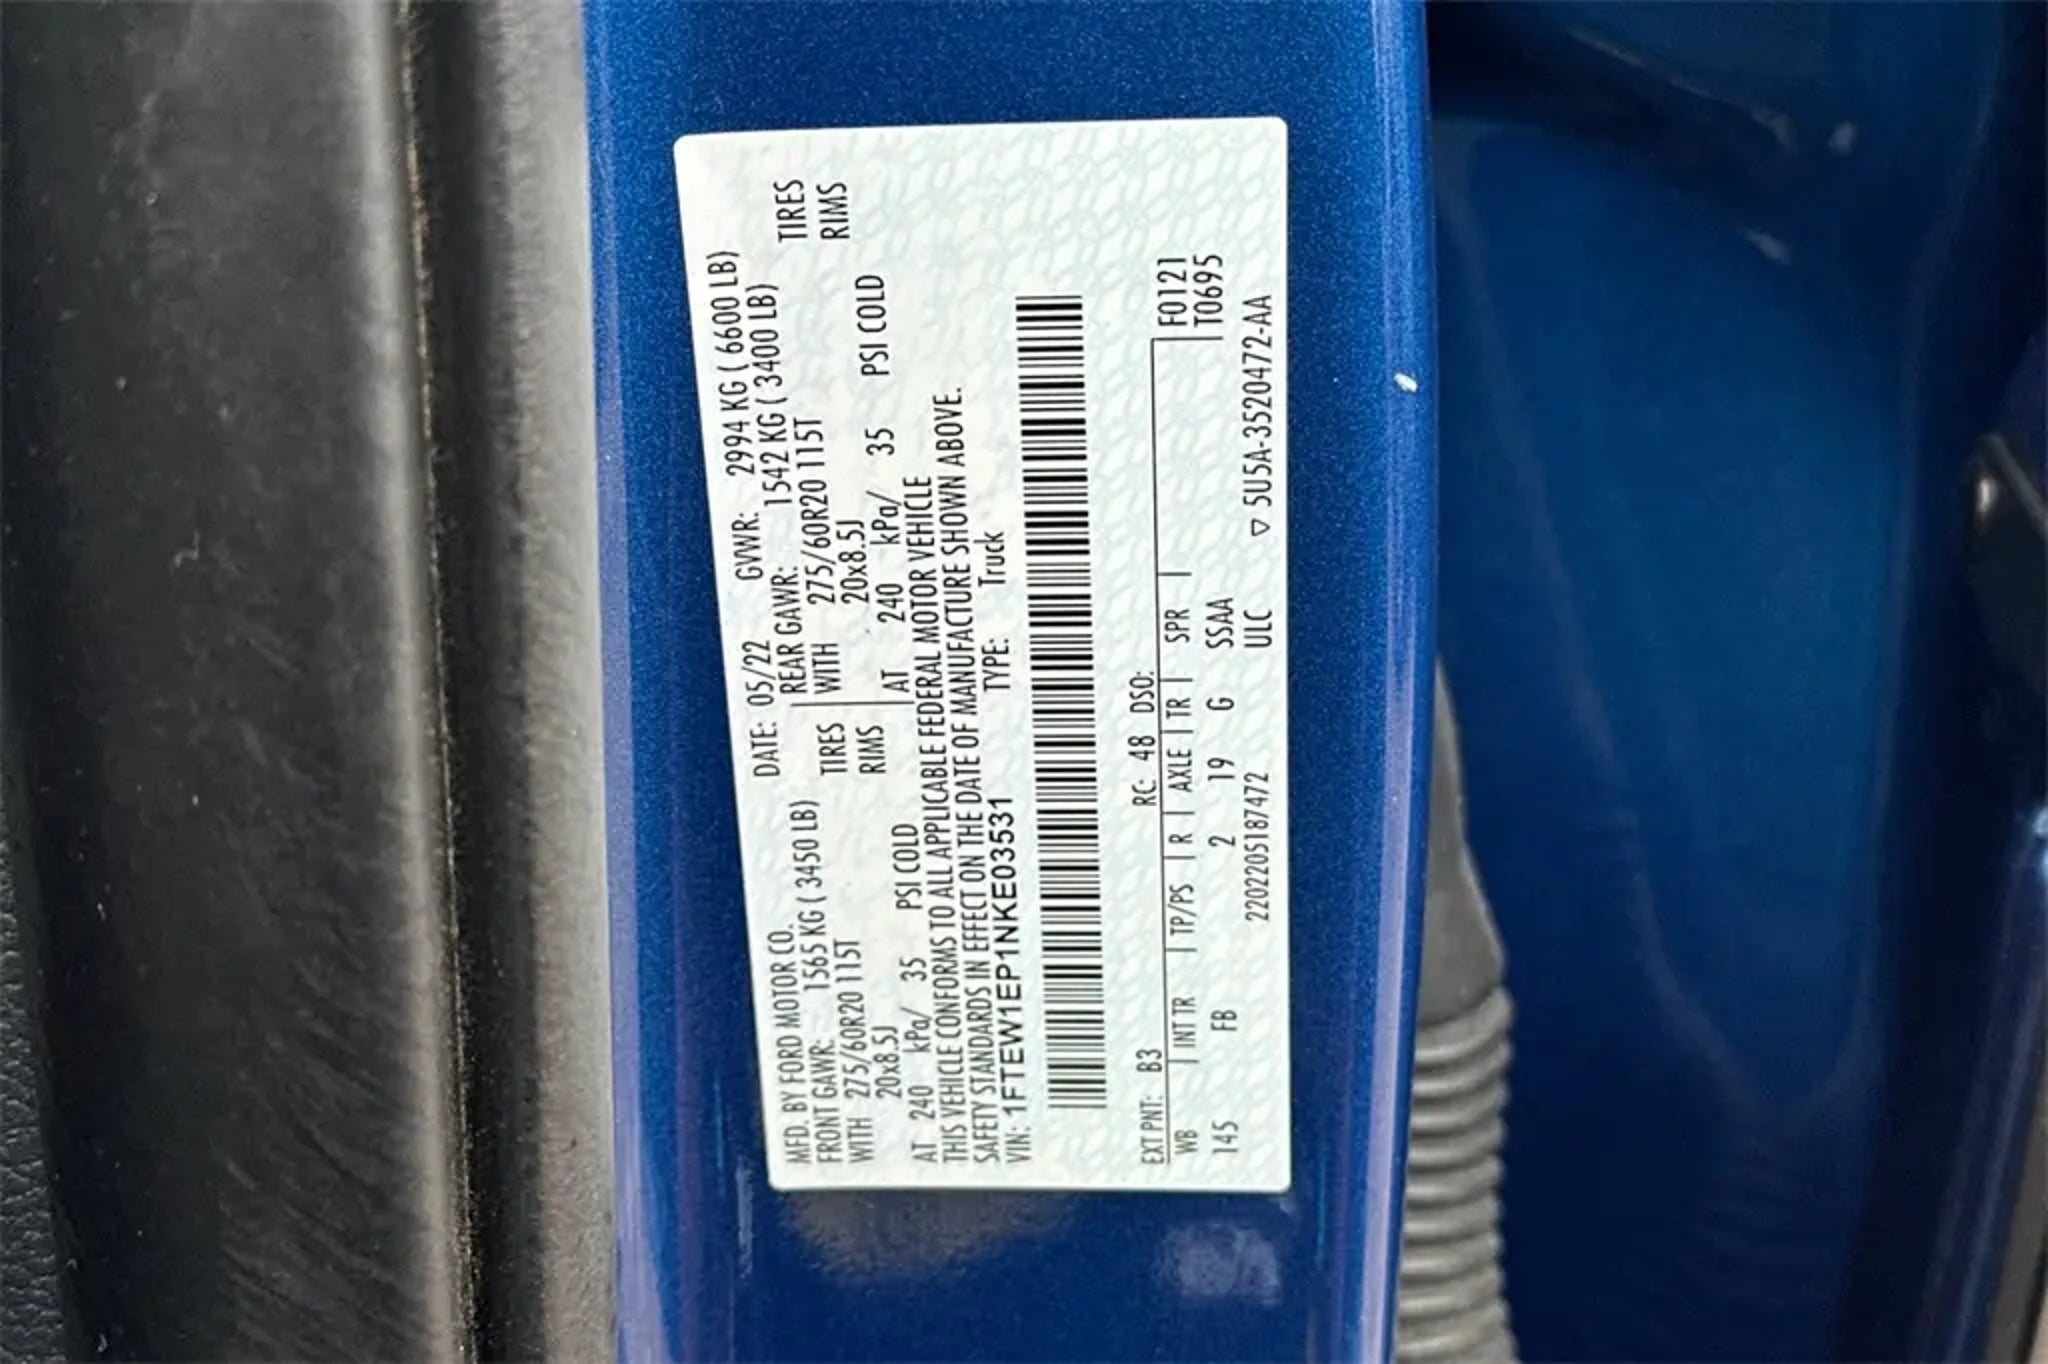 MFD. BY FORD MOTOR CO. DATE: 05/22 GVWR: 2994 KG ( 6600 LB)
FRONT GAWR: 1565 KG ( 3450 LB) REAR GAWR: 1542 KG ( 3400 LB)
WITH 275/60R20 115T TIRES WITH 275/60R20 115T TIRES
20x8.5J RIMS 20x8.5J RIMS
AT 240 kPa/ 35 PSI COLD AT 240 kPa/ 35 PSI COLD
THIS VEHICLE CONFORMS TO ALL APPLICABLE FEDERAL MOTOR VEHICLE
SAFETY STANDARDS IN EFFECT ON THE DATE OF MANUFACTURE SHOWN ABOVE.
VIN: 1FTEW1EP1NKE03531 TYPE: Truck
EXT PNT: B3 RC: 48 DSO:
WB | INT TR | TP/PS | R | AXLE | TR | SPR | F0121
145 FB 2 19 G SSAA T0695
2202205187472 ULC ▽ 5U5A-3520472-AA